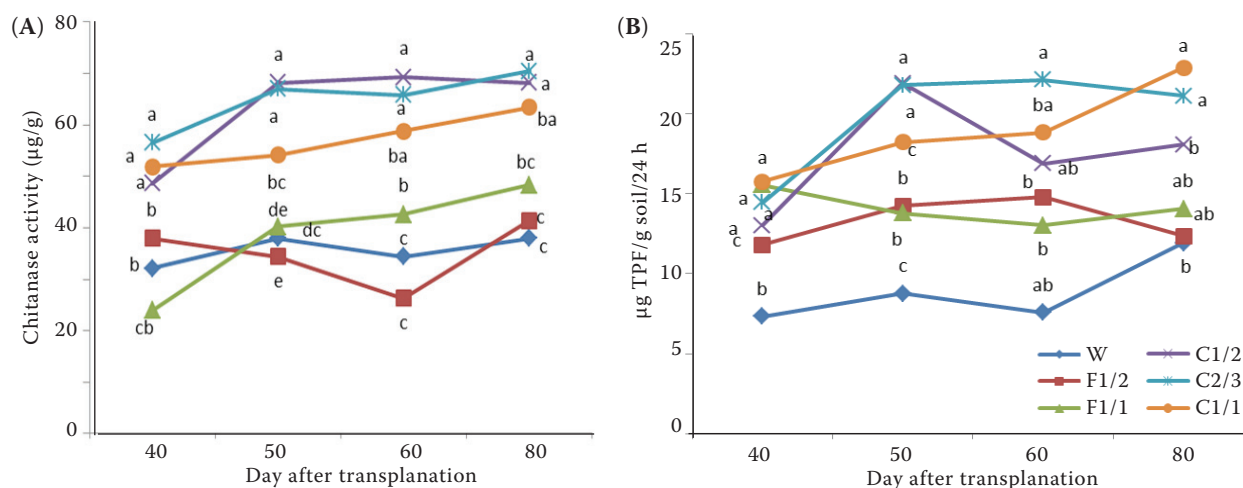 (A)
80
60
40
20
0
Chitanase activity (µg/g)
a a a
a a
a a a
a ba
a ba bc
b bc b
de dc c c
b c
e c
cb
40 50 60 80
Day after transplanation
(B)
25
20
15
10
5
0
µg TPF/g soil/24 h
a a a
a ba a
a c ab b
a b b ab
a a ab
c b b
b c ab b
W C1/2
F1/2 C2/3
F1/1 C1/1
40 50 60 80
Day after transplanation